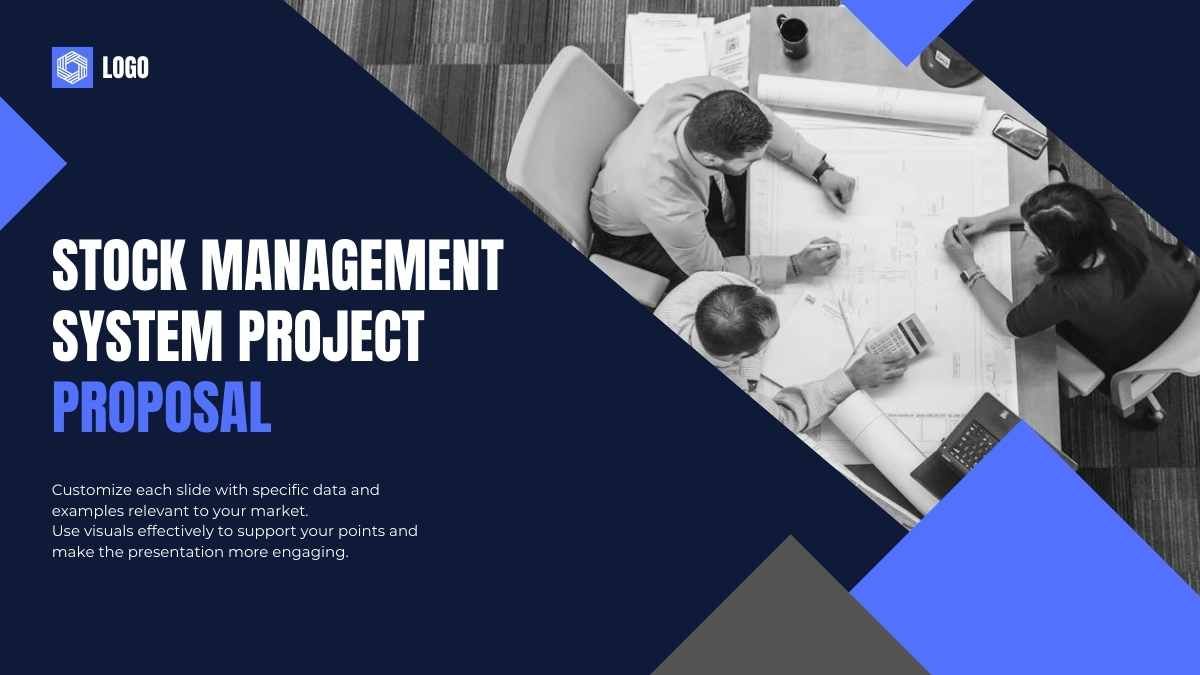 LOGO
STOCK MANAGEMENT
SYSTEM PROJECT
PROPOSAL
Customize each slide with specific data and
examples relevant to your market.
Use visuals effectively to support your points and
make the presentation more engaging.